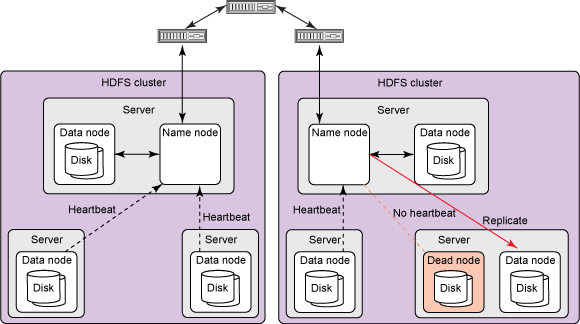 HDFS cluster
Server
Data node
Disk
Name node
Heartbeat
Heartbeat
Server
Data node
Disk
Server
Data node
Disk
HDFS cluster
Server
Name node
Data node
Disk
Heartbeat
No heartbeat
Replicate
Server
Data node
Disk
Server
Dead node
Disk
Data node
Disk